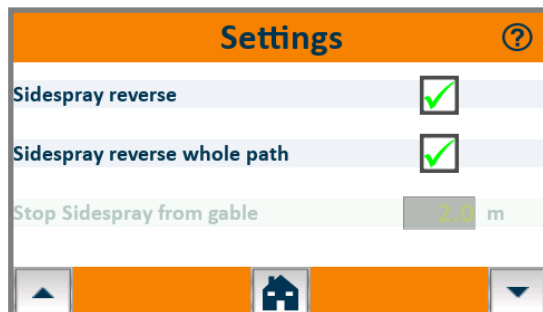 Settings
Sidespray reverse
Sidespray reverse whole path
Stop Sidespray from gable 2.0 m